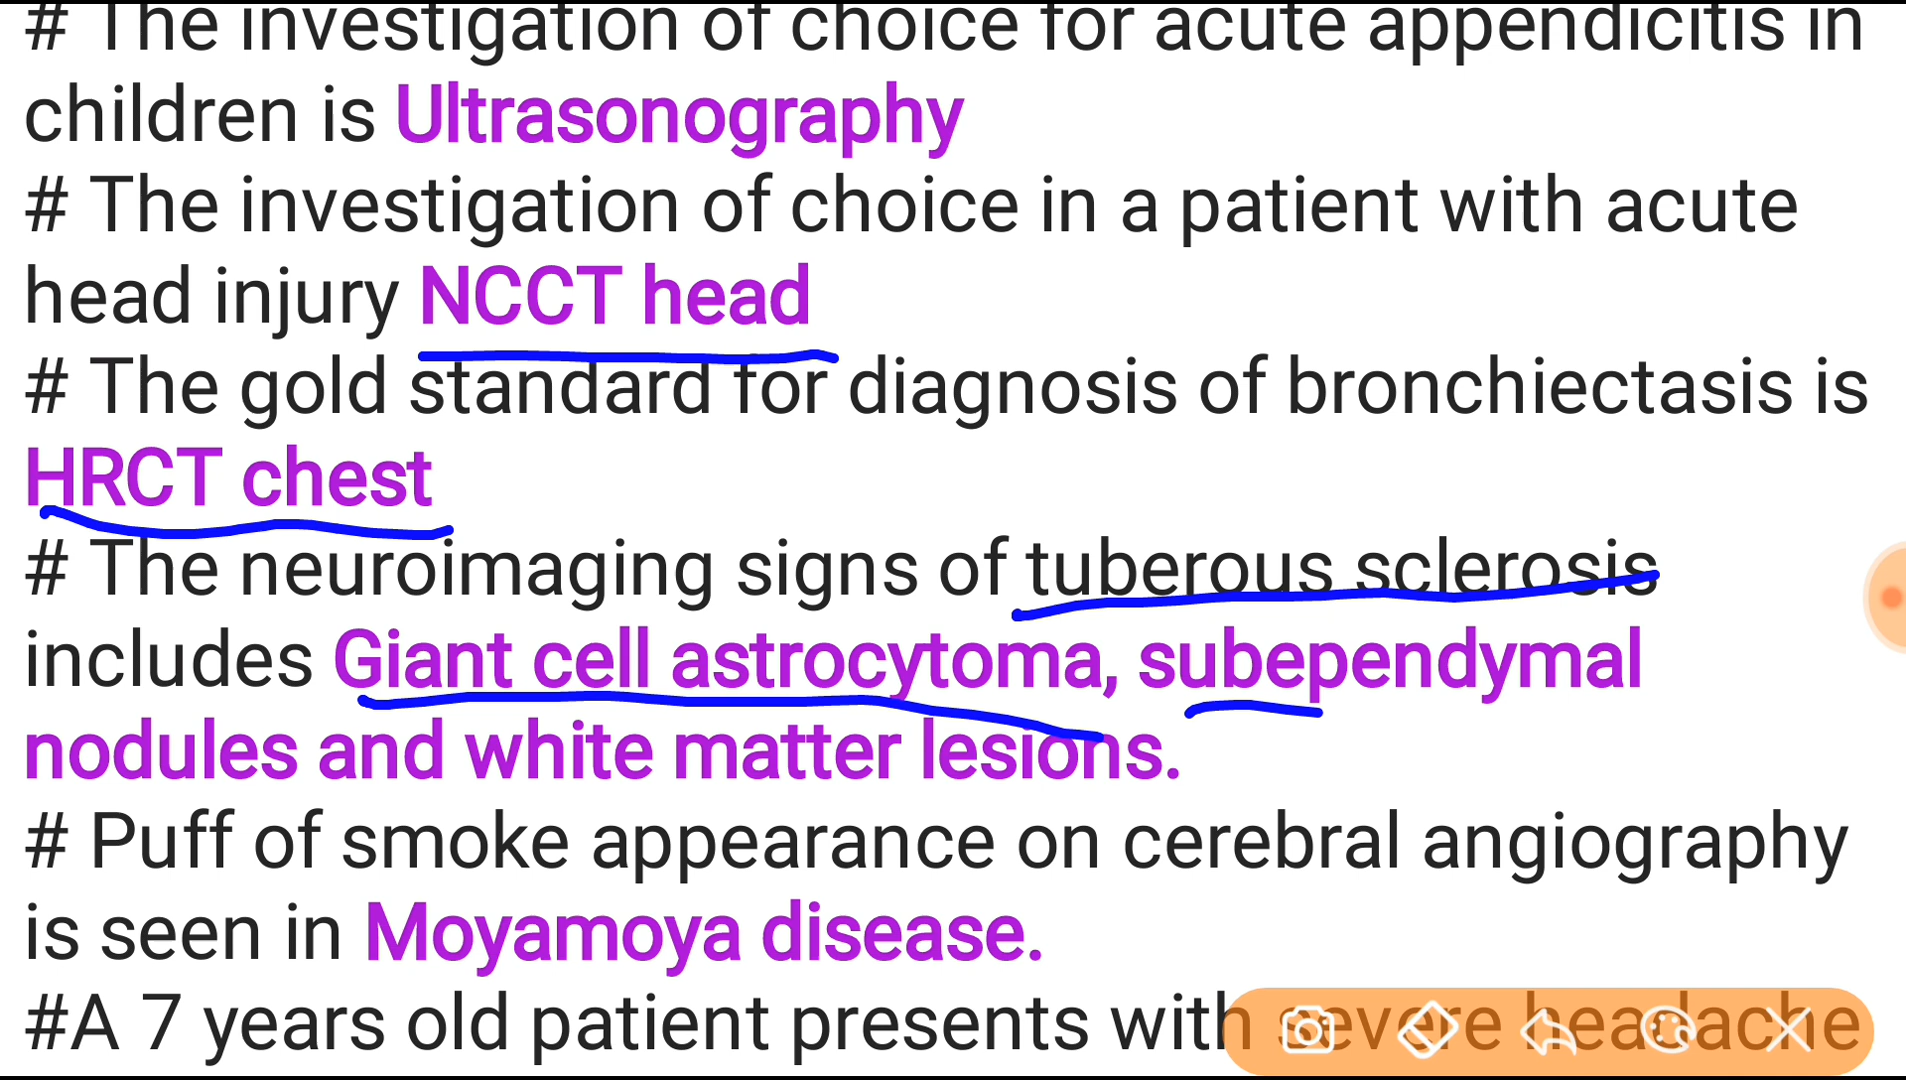 # The investigation of choice for acute appendicitis in
children is Ultrasonography
# The investigation of choice in a patient with acute
head injury NCCT head
# The gold standard for diagnosis of bronchiectasis is
HRCT chest
# The neuroimaging signs of tuberous sclerosis
includes Giant cell astrocytoma, subependymal
nodules and white matter lesions.
# Puff of smoke appearance on cerebral angiography
is seen in Moyamoya disease.
#A 7 years old patient presents with severe headache